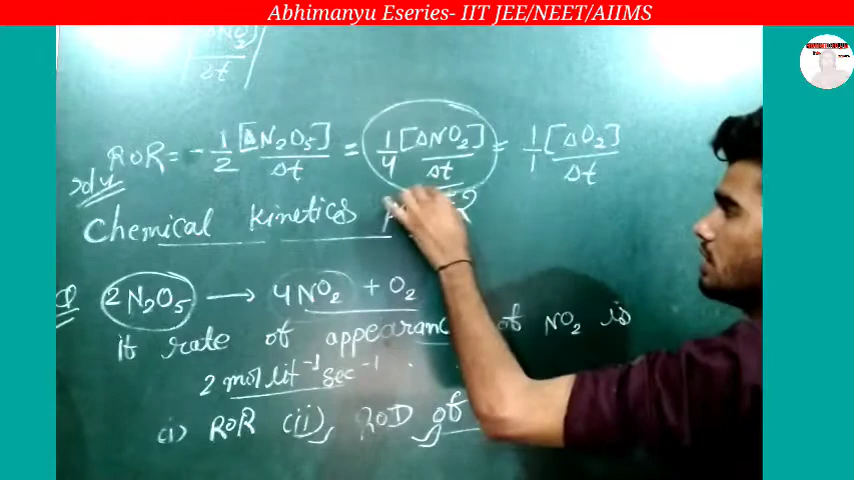 Abhimanyu Eseries- IIT JEE/NEET/AIIMS
ΔNO₂
Δt
RoR = - 1/2 [ΔN₂O₅]/Δt = 1/4 [ΔNO₂]/Δt = 1/1 [ΔO₂]/Δt
Chemical kinetics
Q 2N₂O₅ → 4NO₂ + O₂
If rate of appearance of NO₂ is
2 mol lit⁻¹ sec⁻¹ .
(i) RoR (ii) RoD of